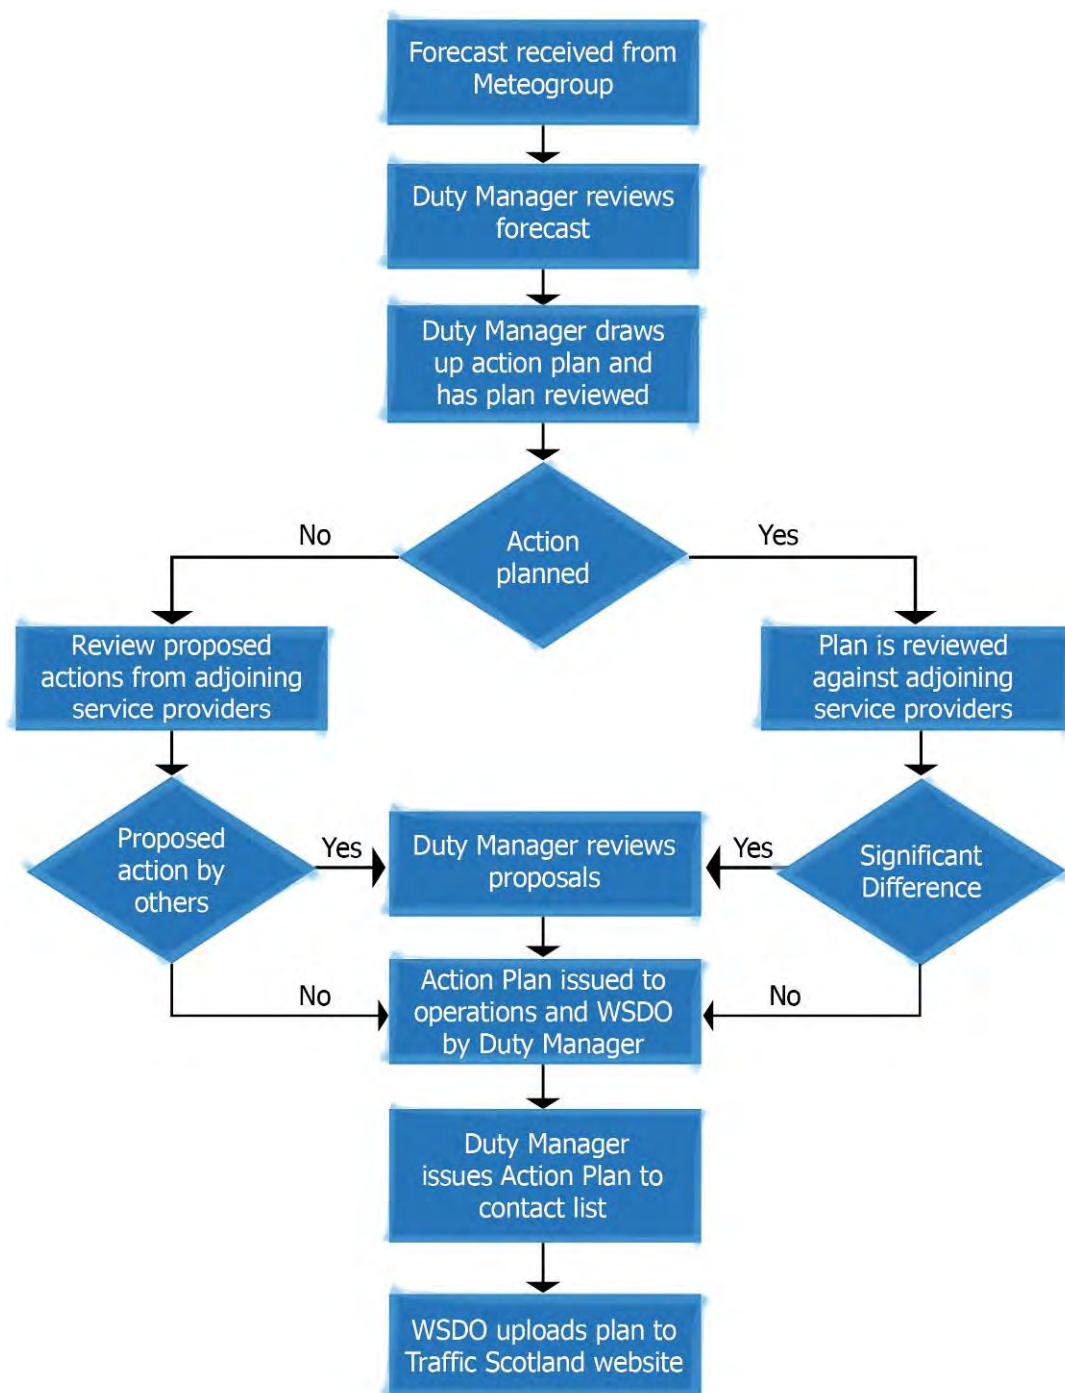 Forecast received from
Meteogroup
Duty Manager reviews
forecast
Duty Manager draws
up action plan and
has plan reviewed
No
Yes
Action
planned
Review proposed
actions from adjoining
service providers
Plan is reviewed
against adjoining
service providers
Proposed
action by
others
Yes
Duty Manager reviews
proposals
Yes
Significant
Difference
No
Action Plan issued to
operations and WSDO
by Duty Manager
No
Duty Manager
issues Action Plan to
contact list
WSDO uploads plan to
Traffic Scotland website